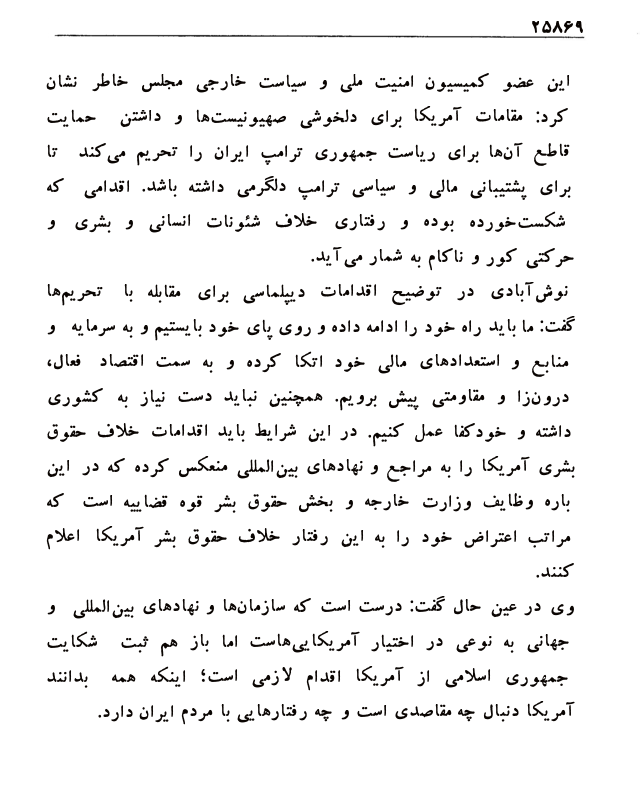 ۲۵۸۶۹
این عضو کمیسیون امنیت ملی و سیاست خارجی مجلس خاطر نشان
کرد: مقامات آمریکا برای دلخوشی صهیونیست‌ها و داشتن حمایت
قاطع آن‌ها برای ریاست جمهوری ترامپ ایران را تحریم می‌کند تا
برای پشتیبانی مالی و سیاسی ترامپ دلگرمی داشته باشد. اقدامی که
شکست‌خورده بوده و رفتاری خلاف شئونات انسانی و بشری و
حرکتی کور و ناکام به شمار می‌آید.
نوش‌آبادی در توضیح اقدامات دیپلماسی برای مقابله با تحریم‌ها
گفت: ما باید راه خود را ادامه داده و روی پای خود بایستیم و به سرمایه و
منابع و استعدادهای مالی خود اتکا کرده و به سمت اقتصاد فعال،
درون‌زا و مقاومتی پیش برویم. همچنین نباید دست نیاز به کشوری
داشته و خودکفا عمل کنیم. در این شرایط باید اقدامات خلاف حقوق
بشری آمریکا را به مراجع و نهادهای بین‌المللی منعکس کرده که در این
باره وظایف وزارت خارجه و بخش حقوق بشر قوه قضاییه است که
مراتب اعتراض خود را به این رفتار خلاف حقوق بشر آمریکا اعلام
کنند.
وی در عین حال گفت: درست است که سازمان‌ها و نهادهای بین‌المللی و
جهانی به نوعی در اختیار آمریکایی‌هاست اما باز هم ثبت شکایت
جمهوری اسلامی از آمریکا اقدام لازمی است؛ اینکه همه بدانند
آمریکا دنبال چه مقاصدی است و چه رفتارهایی با مردم ایران دارد.